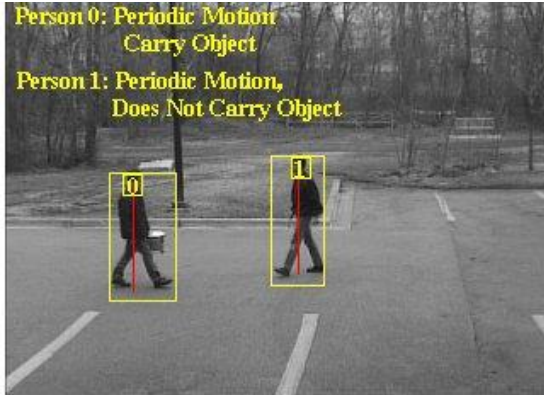 Person 0: Periodic Motion
Carry Object
Person 1: Periodic Motion,
Does Not Carry Object
0
1